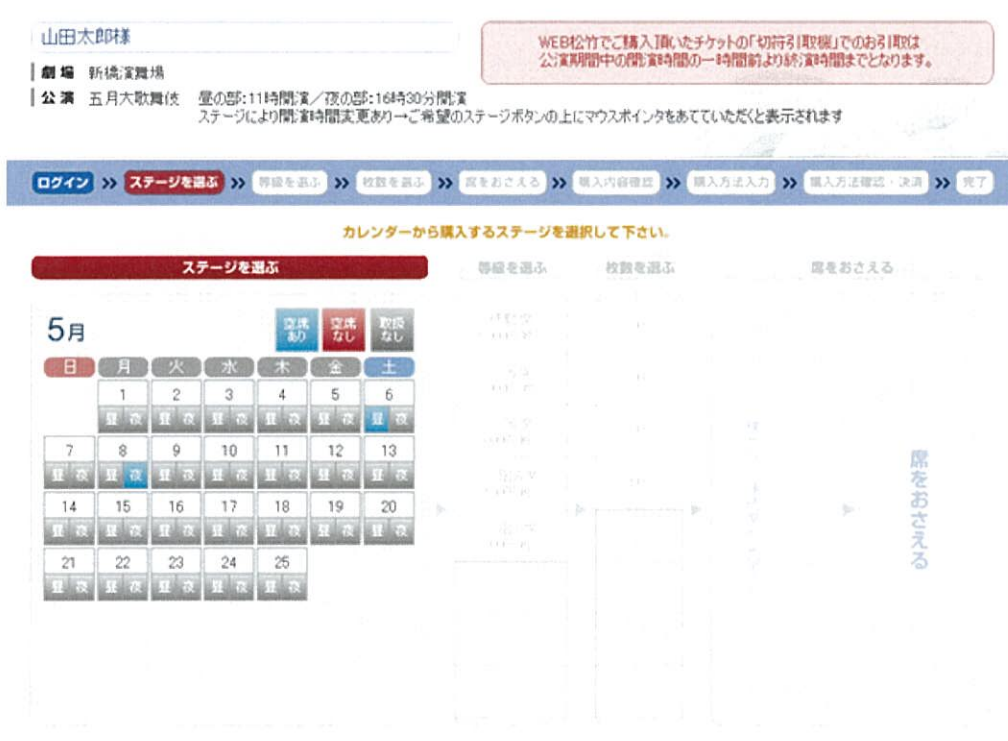 山田太郎様
WEB松竹でご購入頂いたチケットの「切符引取機」でのお引取は
公演期間中の開演時間の一時間前より終演時間までとなります。
劇場 新橋演舞場
公演 五月大歌舞伎 昼の部:11時開演／夜の部:16時30分開演
ステージにより開演時間変更あり→ご希望のステージボタンの上にマウスポインタをあてていただくと表示されます
ログイン >> ステージを選ぶ >> 等級を選ぶ >> 枚数を選ぶ >> 席をおさえる >> 購入内容確認 >> 購入方法入力 >> 購入方法確認・決済 >> 完了
カレンダーから購入するステージを選択して下さい。
ステージを選ぶ 等級を選ぶ 枚数を選ぶ 席をおさえる
5月
空席あり 空席なし 取扱なし
日 月 火 水 木 金 土
1 2 3 4 5 6
昼 夜 昼 夜 昼 夜 昼 夜 昼 夜 昼 夜
7 8 9 10 11 12 13
昼 夜 昼 夜 昼 夜 昼 夜 昼 夜 昼 夜 昼 夜
14 15 16 17 18 19 20
昼 夜 昼 夜 昼 夜 昼 夜 昼 夜 昼 夜 昼 夜
21 22 23 24 25
昼 夜 昼 夜 昼 夜 昼 夜 昼 夜
席をおさえる